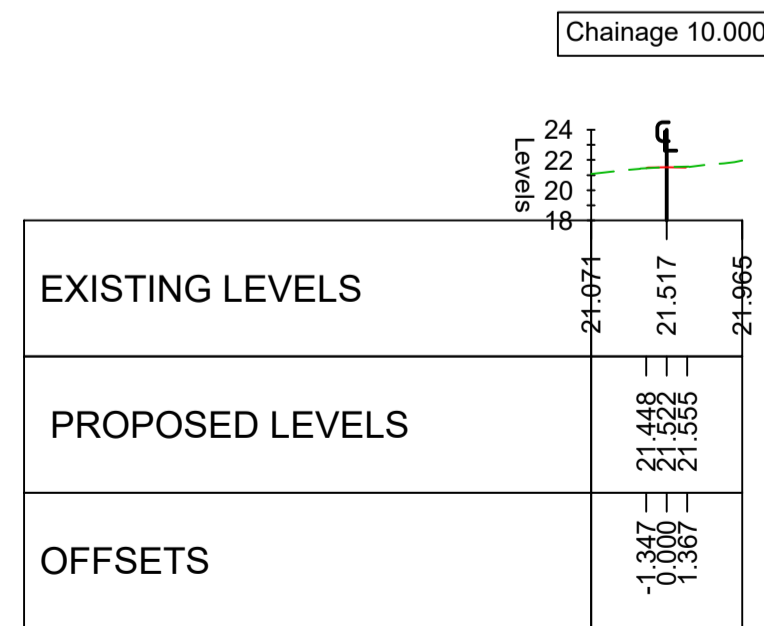 Chainage 10.000
Levels
24
22
20
18
EXISTING LEVELS
21.071
21.517
21.965
PROPOSED LEVELS
21.448
21.522
21.555
OFFSETS
-1.347
0.000
1.367